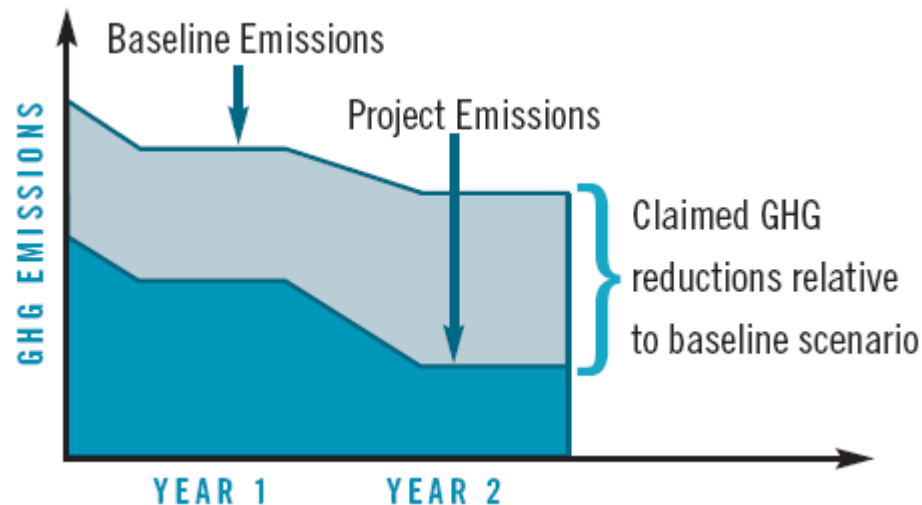 Baseline Emissions
Project Emissions
GHG EMISSIONS
Claimed GHG
reductions relative
to baseline scenario
YEAR 1
YEAR 2